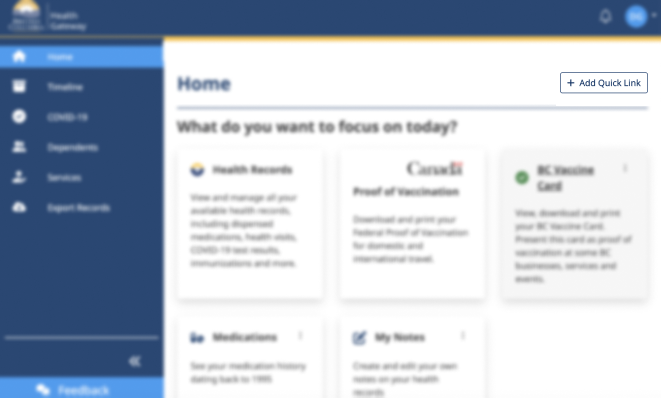 Health
Gateway
Home
Timeline
COVID-19
Dependents
Services
Export Records
Feedback
Home
+ Add Quick Link
What do you want to focus on today?
Health Records
View and manage all your
available health records,
including dispensed
medications, health visits,
COVID-19 test results,
immunizations and more.
Canada
Proof of Vaccination
Download and print your
Federal Proof of Vaccination
for domestic and
international travel.
BC Vaccine
Card
View, download and print
your BC Vaccine Card.
Present this card as proof of
vaccination at some BC
businesses, services and
events.
Medications
See your medication history
dating back to 1995
My Notes
Create and edit your own
notes on your health
records